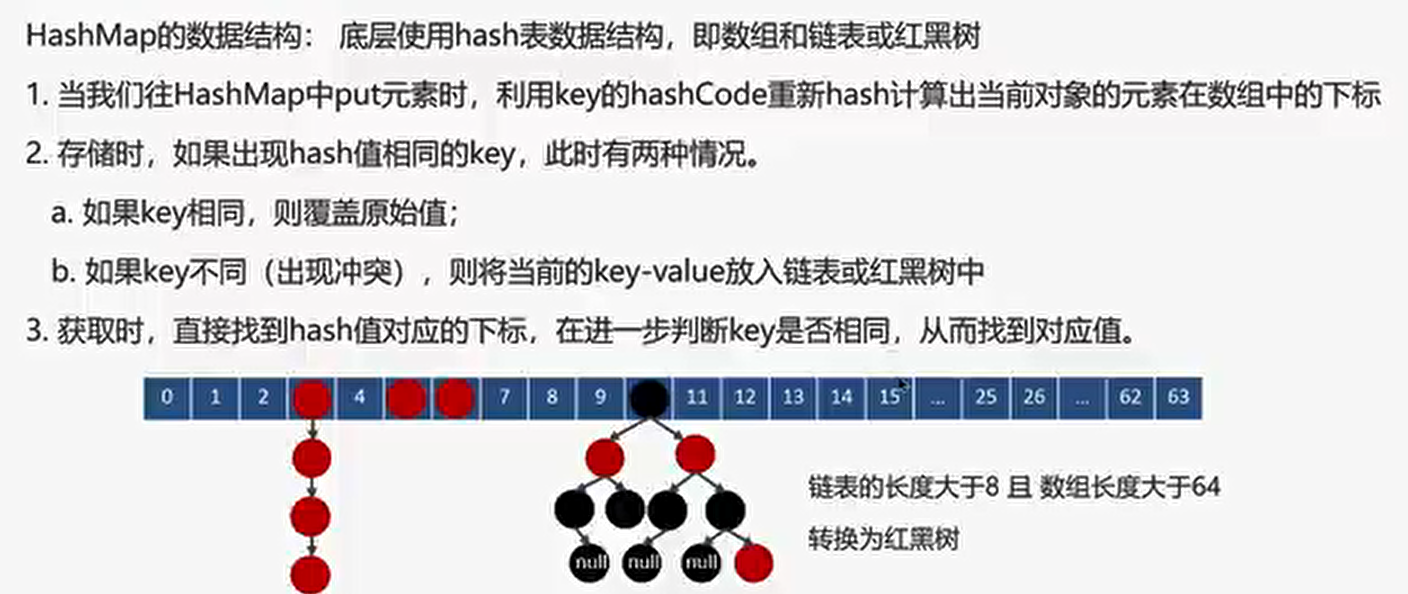 HashMap的数据结构： 底层使用hash表数据结构，即数组和链表或红黑树
1. 当我们往HashMap中put元素时，利用key的hashCode重新hash计算出当前对象的元素在数组中的下标
2. 存储时，如果出现hash值相同的key，此时有两种情况。
a. 如果key相同，则覆盖原始值；
b. 如果key不同（出现冲突），则将当前的key-value放入链表或红黑树中
3. 获取时，直接找到hash值对应的下标，在进一步判断key是否相同，从而找到对应值。
0 1 2 4 7 8 9 11 12 13 14 15 ... 25 26 ... 62 63
链表的长度大于8 且 数组长度大于64
转换为红黑树
null null null